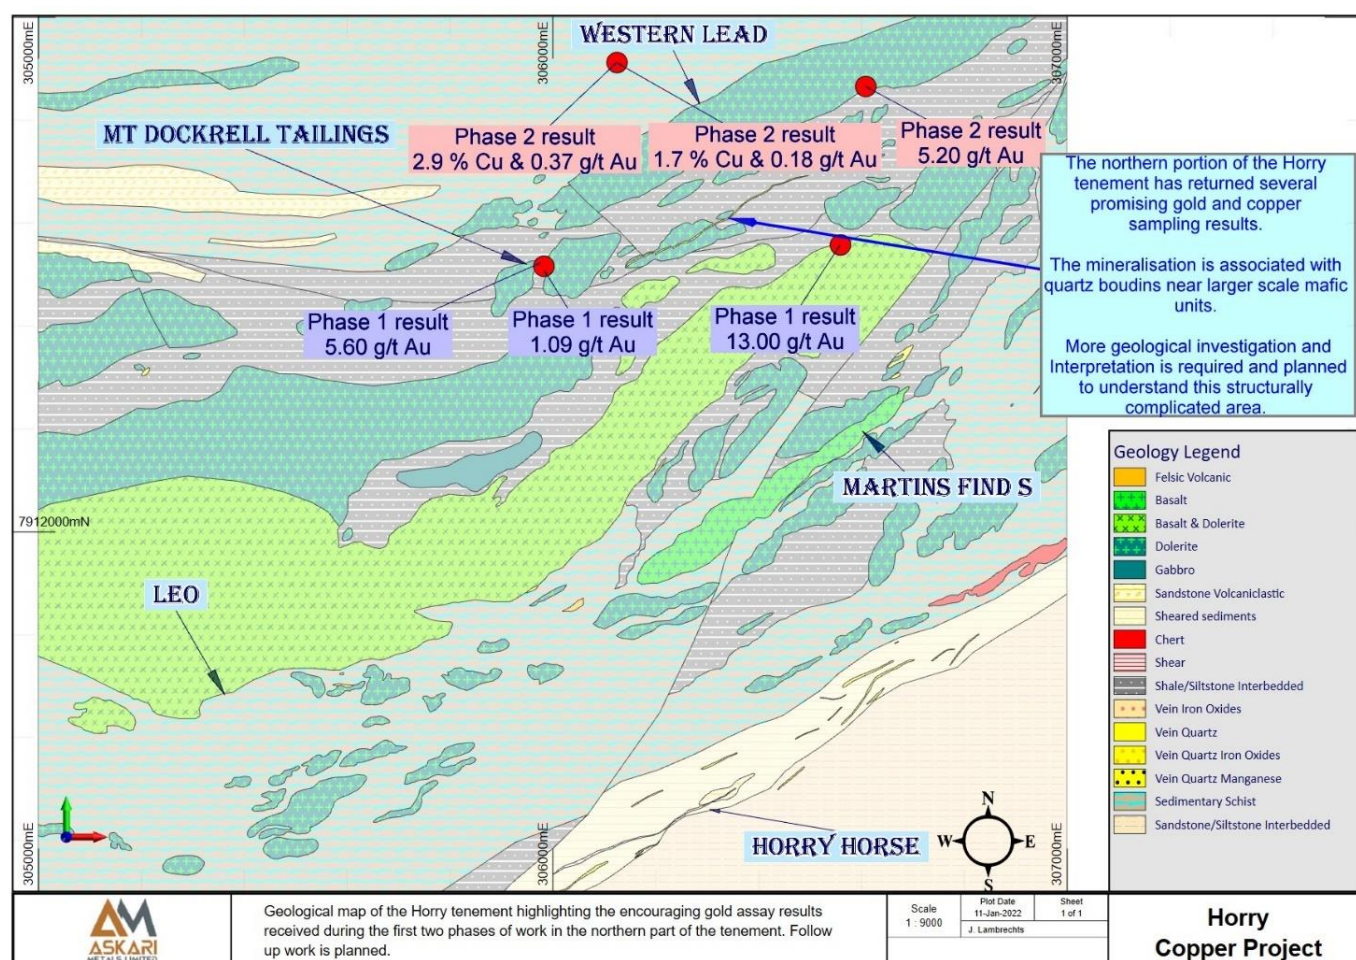 305000mE
306000mE
307000mE
WESTERN LEAD
MT DOCKRELL TAILINGS
Phase 2 result
2.9 % Cu & 0.37 g/t Au
Phase 2 result
1.7 % Cu & 0.18 g/t Au
Phase 2 result
5.20 g/t Au
The northern portion of the Horry
tenement has returned several
promising gold and copper
sampling results.
The mineralisation is associated with
quartz boudins near larger scale mafic
units.
More geological investigation and
Interpretation is required and planned
to understand this structurally
complicated area.
Phase 1 result
5.60 g/t Au
Phase 1 result
1.09 g/t Au
Phase 1 result
13.00 g/t Au
MARTINS FIND S
7912000mN
LEO
HORRY HORSE
N
W
E
S
305000mE
306000mE
307000mE
Geology Legend
Felsic Volcanic
Basalt
Basalt & Dolerite
Dolerite
Gabbro
Sandstone Volcaniclastic
Sheared sediments
Chert
Shear
Shale/Siltstone Interbedded
Vein Iron Oxides
Vein Quartz
Vein Quartz Iron Oxides
Vein Quartz Manganese
Sedimentary Schist
Sandstone/Siltstone Interbedded
ASKARI
METALS LIMITED
Geological map of the Horry tenement highlighting the encouraging gold assay results
received during the first two phases of work in the northern part of the tenement. Follow
up work is planned.
Scale
1 : 9000
Plot Date
11-Jan-2022
Sheet
1 of 1
J. Lambrechts
Horry
Copper Project